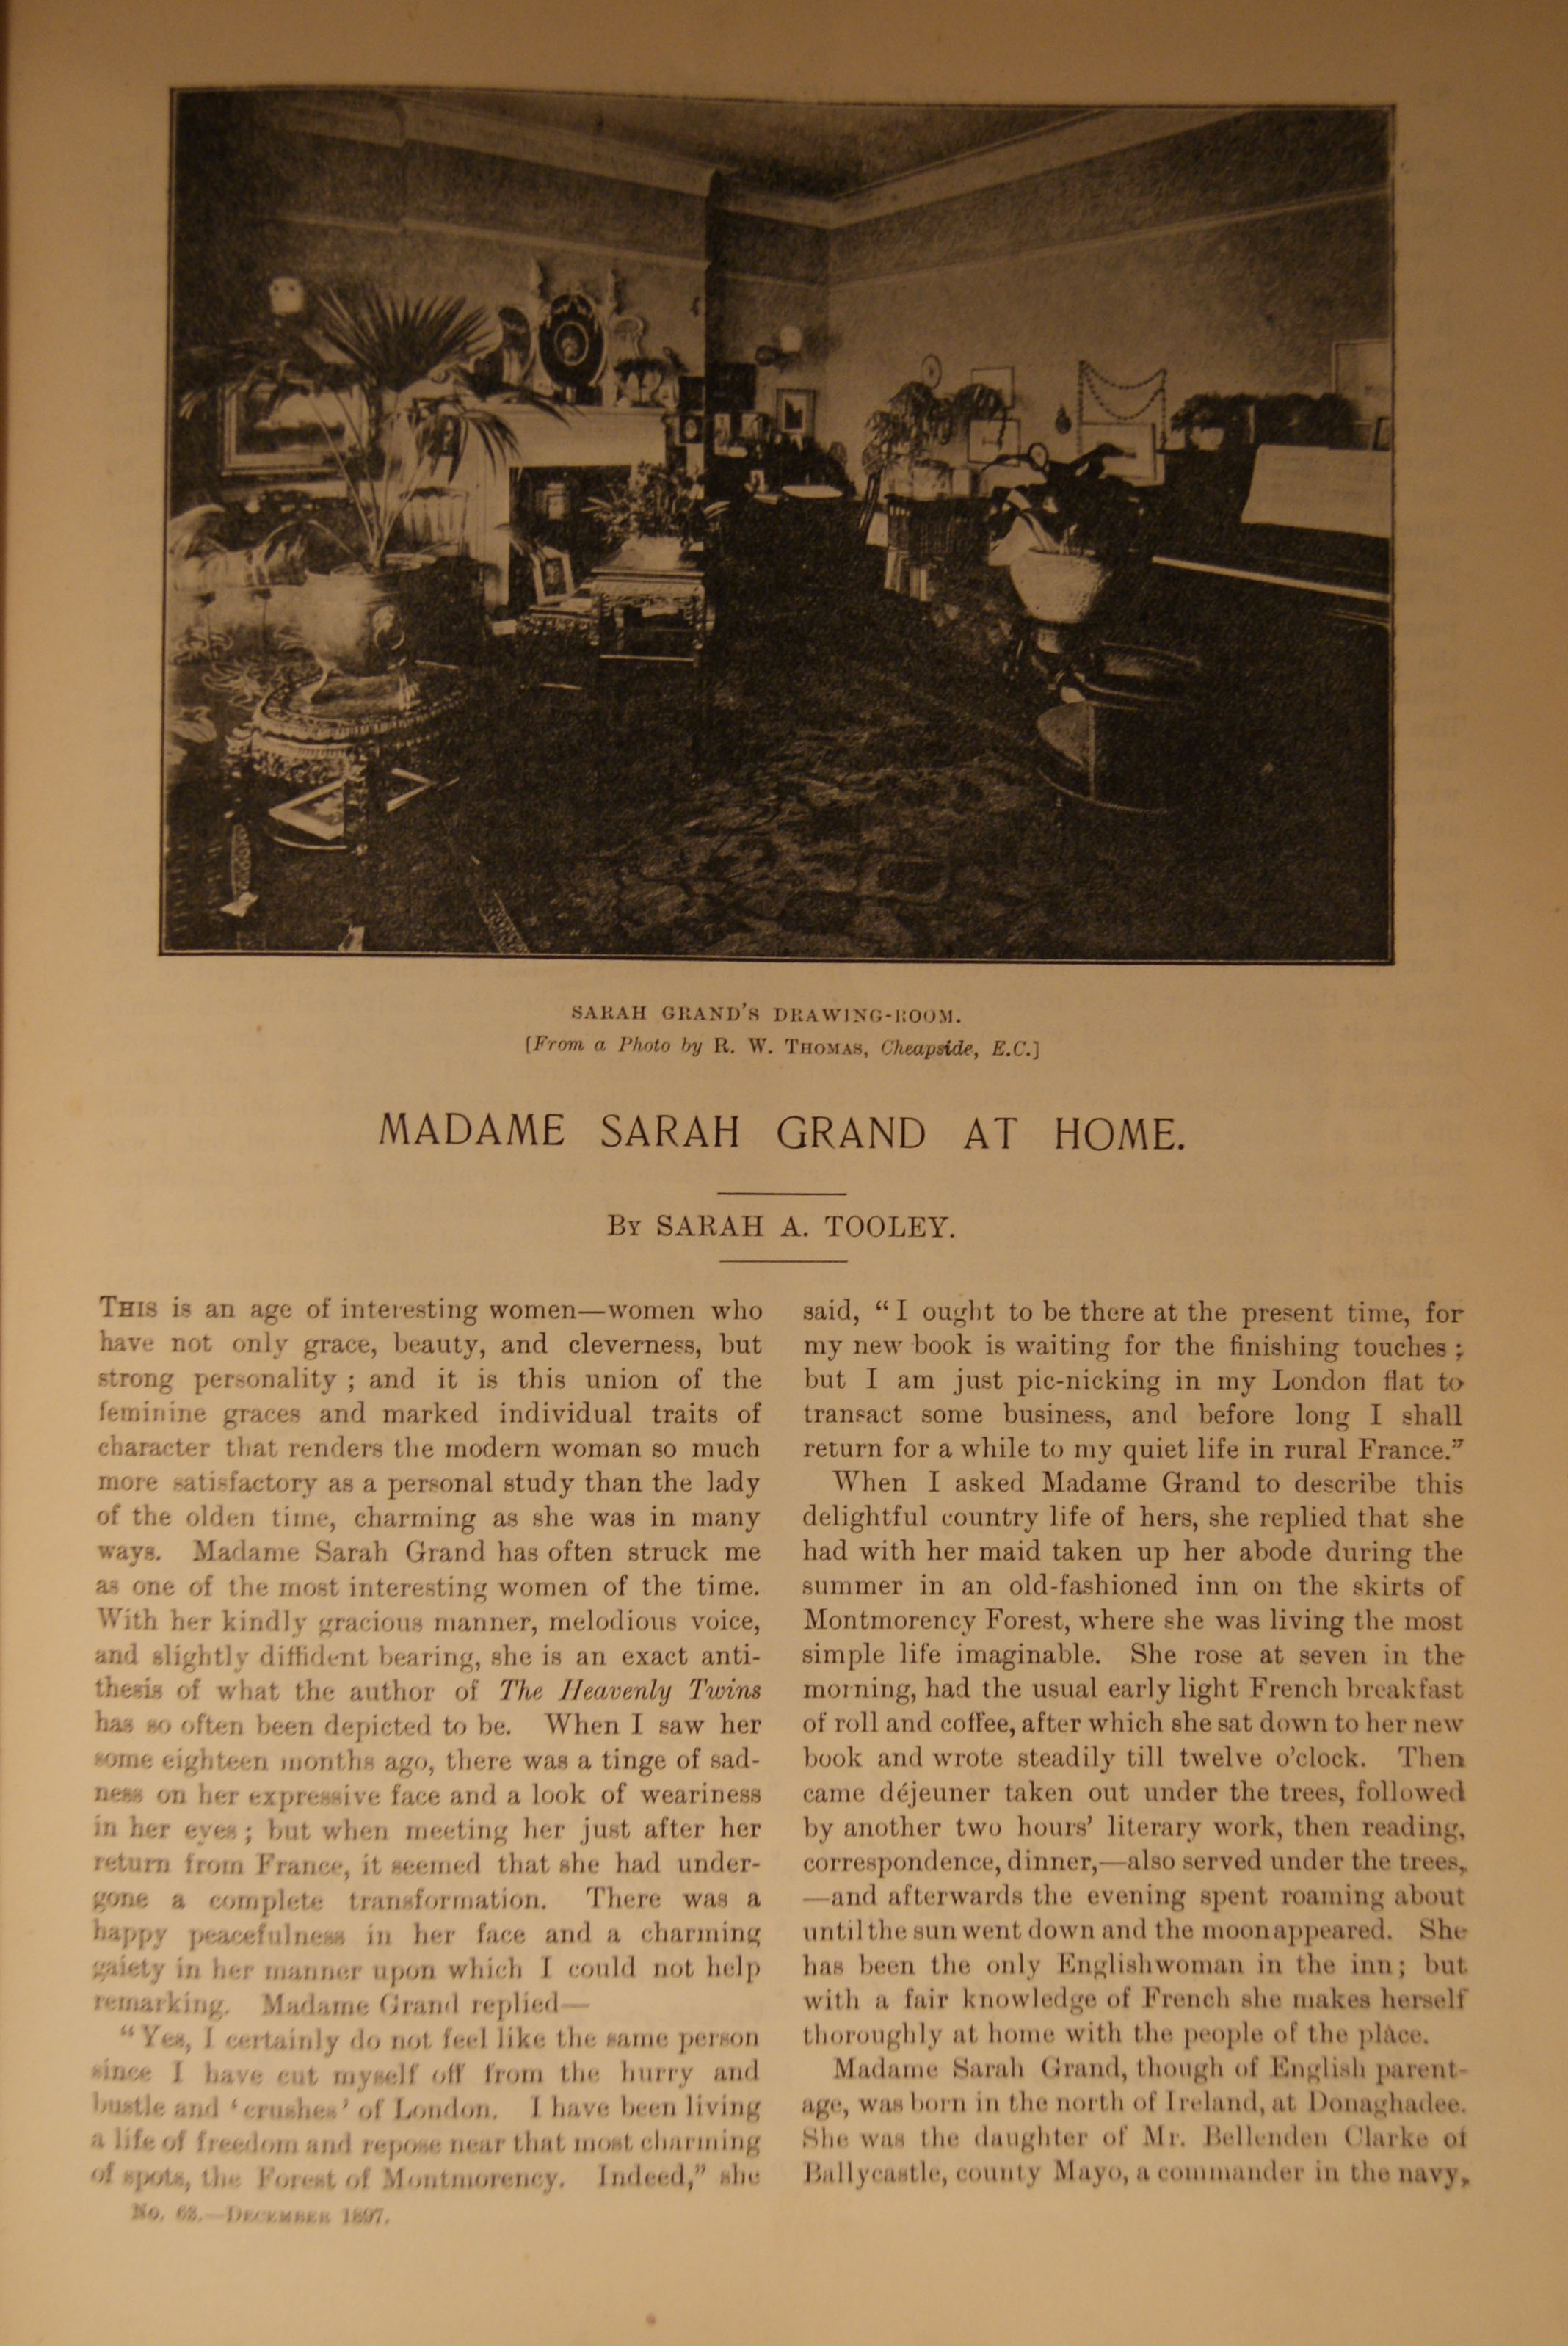 SARAH GRAND'S DRAWING-ROOM.
[From a Photo by R. W. THOMAS, Cheapside, E.C.]
MADAME SARAH GRAND AT HOME.
BY SARAH A. TOOLEY.
THIS is an age of interesting women—women who
have not only grace, beauty, and cleverness, but
strong personality ; and it is this union of the
feminine graces and marked individual traits of
character that renders the modern woman so much
more satisfactory as a personal study than the lady
of the olden time, charming as she was in many
ways. Madame Sarah Grand has often struck me
as one of the most interesting women of the time.
With her kindly gracious manner, melodious voice,
and slightly diffident bearing, she is an exact anti-
thesis of what the author of The Heavenly Twins
has so often been depicted to be. When I saw her
some eighteen months ago, there was a tinge of sad-
ness on her expressive face and a look of weariness
in her eyes ; but when meeting her just after her
return from France, it seemed that she had under-
gone a complete transformation. There was a
happy peacefulness in her face and a charming
gaiety in her manner upon which I could not help
remarking. Madame Grand replied—
"Yes, I certainly do not feel like the same person
since I have cut myself off from the hurry and
bustle and 'crushes' of London. I have been living
a life of freedom and repose near that most charming
of spots, the Forest of Montmorency. Indeed," she
No. 63.—DECEMBER 1897.
said, "I ought to be there at the present time, for
my new book is waiting for the finishing touches ;
but I am just pic-nicking in my London flat to
transact some business, and before long I shall
return for a while to my quiet life in rural France."
When I asked Madame Grand to describe this
delightful country life of hers, she replied that she
had with her maid taken up her abode during the
summer in an old-fashioned inn on the skirts of
Montmorency Forest, where she was living the most
simple life imaginable. She rose at seven in the
morning, had the usual early light French breakfast
of roll and coffee, after which she sat down to her new
book and wrote steadily till twelve o'clock. Then
came déjeuner taken out under the trees, followed
by another two hours' literary work, then reading,
correspondence, dinner,—also served under the trees,
—and afterwards the evening spent roaming about
until the sun went down and the moon appeared. She
has been the only Englishwoman in the inn; but
with a fair knowledge of French she makes herself
thoroughly at home with the people of the place.
Madame Sarah Grand, though of English parent-
age, was born in the north of Ireland, at Donaghadee.
She was the daughter of Mr. Bellenden Clarke of
Ballycastle, county Mayo, a commander in the navy,